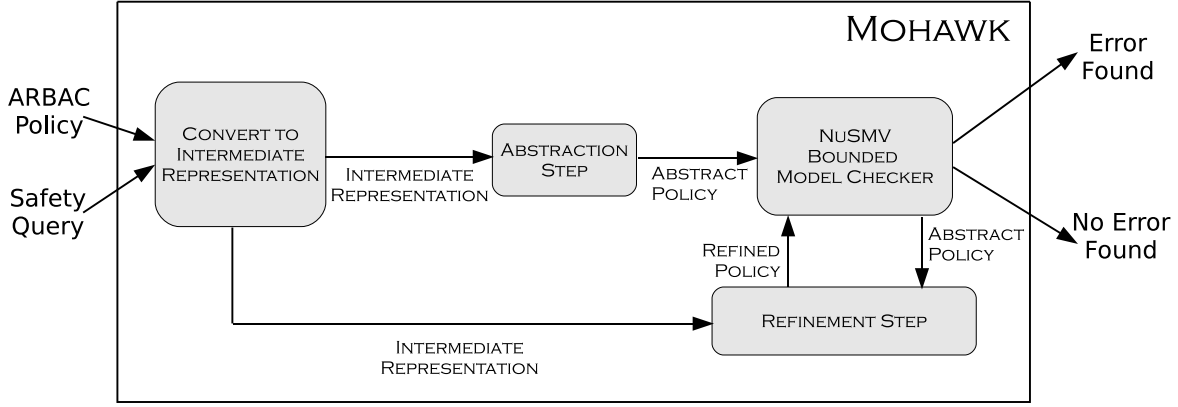 MOHAWK
ARBAC
Policy
Safety
Query
CONVERT TO
INTERMEDIATE
REPRESENTATION
INTERMEDIATE
REPRESENTATION
ABSTRACTION
STEP
ABSTRACT
POLICY
NUSMV
BOUNDED
MODEL CHECKER
Error
Found
No Error
Found
REFINED
POLICY
ABSTRACT
POLICY
REFINEMENT STEP
INTERMEDIATE
REPRESENTATION